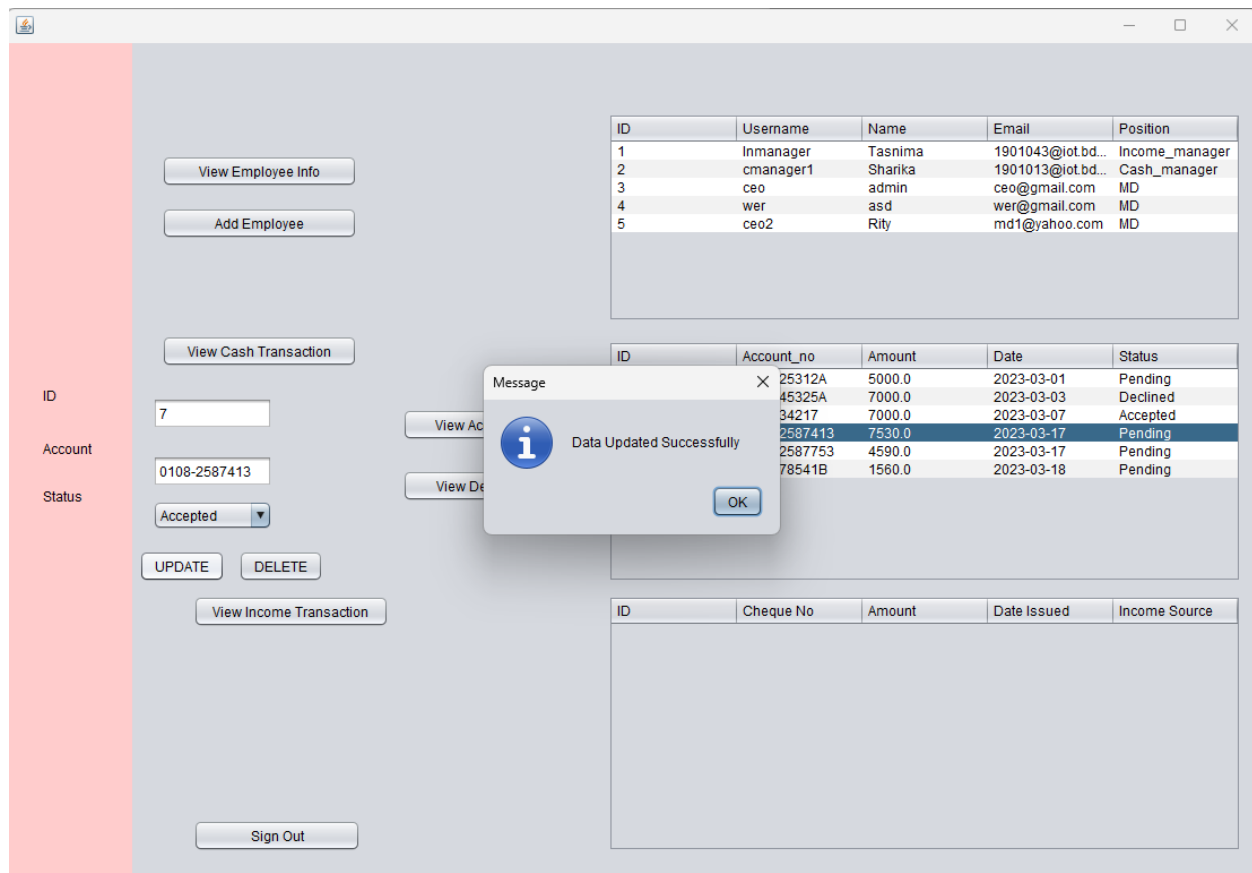 ID Username Name Email Position
1 Inmanager Tasnima 1901043@iot.bd... Income_manager
2 cmanager1 Sharika 1901013@iot.bd... Cash_manager
3 ceo admin ceo@gmail.com MD
4 wer asd wer@gmail.com MD
5 ceo2 Rity md1@yahoo.com MD
View Employee Info
Add Employee
View Cash Transaction
ID Account_no Amount Date Status
25312A 5000.0 2023-03-01 Pending
45325A 7000.0 2023-03-03 Declined
34217 7000.0 2023-03-07 Accepted
2587413 7530.0 2023-03-17 Pending
2587753 4590.0 2023-03-17 Pending
78541B 1560.0 2023-03-18 Pending
Message
Data Updated Successfully
OK
ID
7
View Ac
Account
0108-2587413
View De
Status
Accepted
UPDATE DELETE
View Income Transaction
ID Cheque No Amount Date Issued Income Source
Sign Out